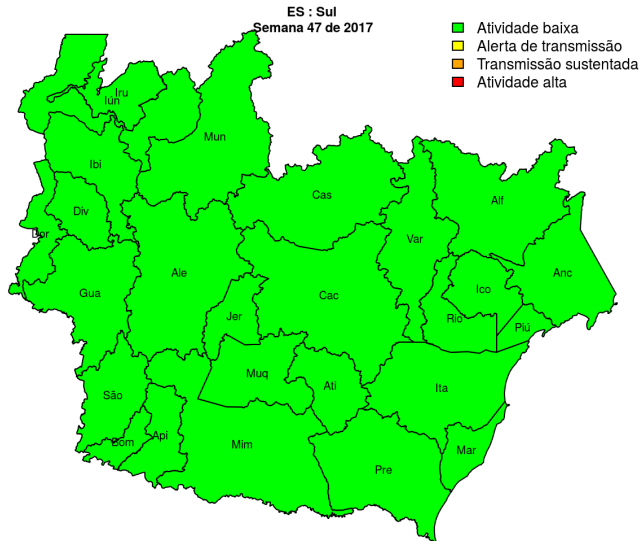 ES : Sul
Semana 47 de 2017
Atividade baixa
Alerta de transmissão
Transmissão sustentada
Atividade alta
Iru
Iún
Mun
Ibi
Cas
Alf
Div
Dor
Var
Ale
Anc
Gua
Cac
Ico
Jer
Rio
Piú
Muq
Ati
Ita
São
Bom
Api
Mim
Mar
Pre